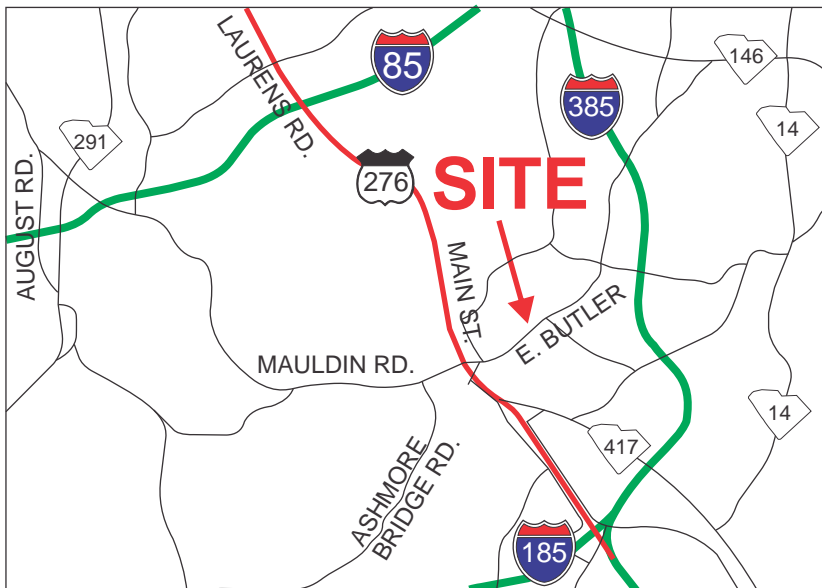 LAURENS RD.
85
146
385
14
291
276
SITE
AUGUST RD.
MAIN ST.
E. BUTLER
MAULDIN RD.
14
417
ASHMORE
BRIDGE RD.
185